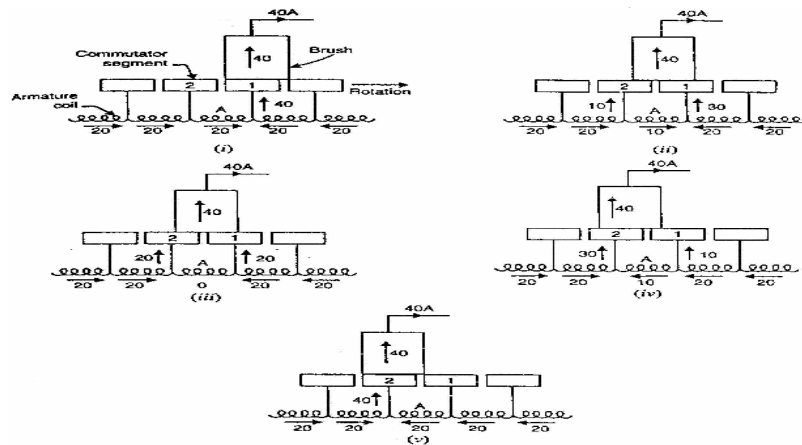 40A
Commutator segment
40
Brush
2 1
Rotation
Armature coil
A
40
20 20 20 20 20
(i)
40A
40
2 1
10 A 30
20 20 10 20 20
(ii)
40A
40
2 1
20 20
A
20 20 0 20 20
(iii)
40A
40
2 1
30 A 10
20 20 10 20 20
(iv)
40A
40
2 1
40 A
20 20 20 20 20
(v)